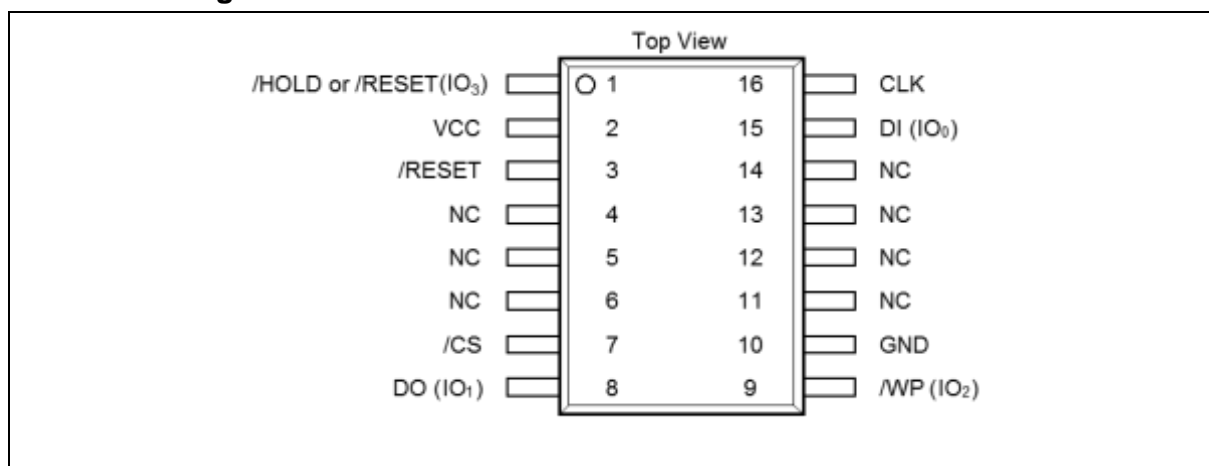 Top View
/HOLD or /RESET(IO₃) 1 16 CLK
VCC 2 15 DI (IO₀)
/RESET 3 14 NC
NC 4 13 NC
NC 5 12 NC
NC 6 11 NC
/CS 7 10 GND
DO (IO₁) 8 9 /WP (IO₂)